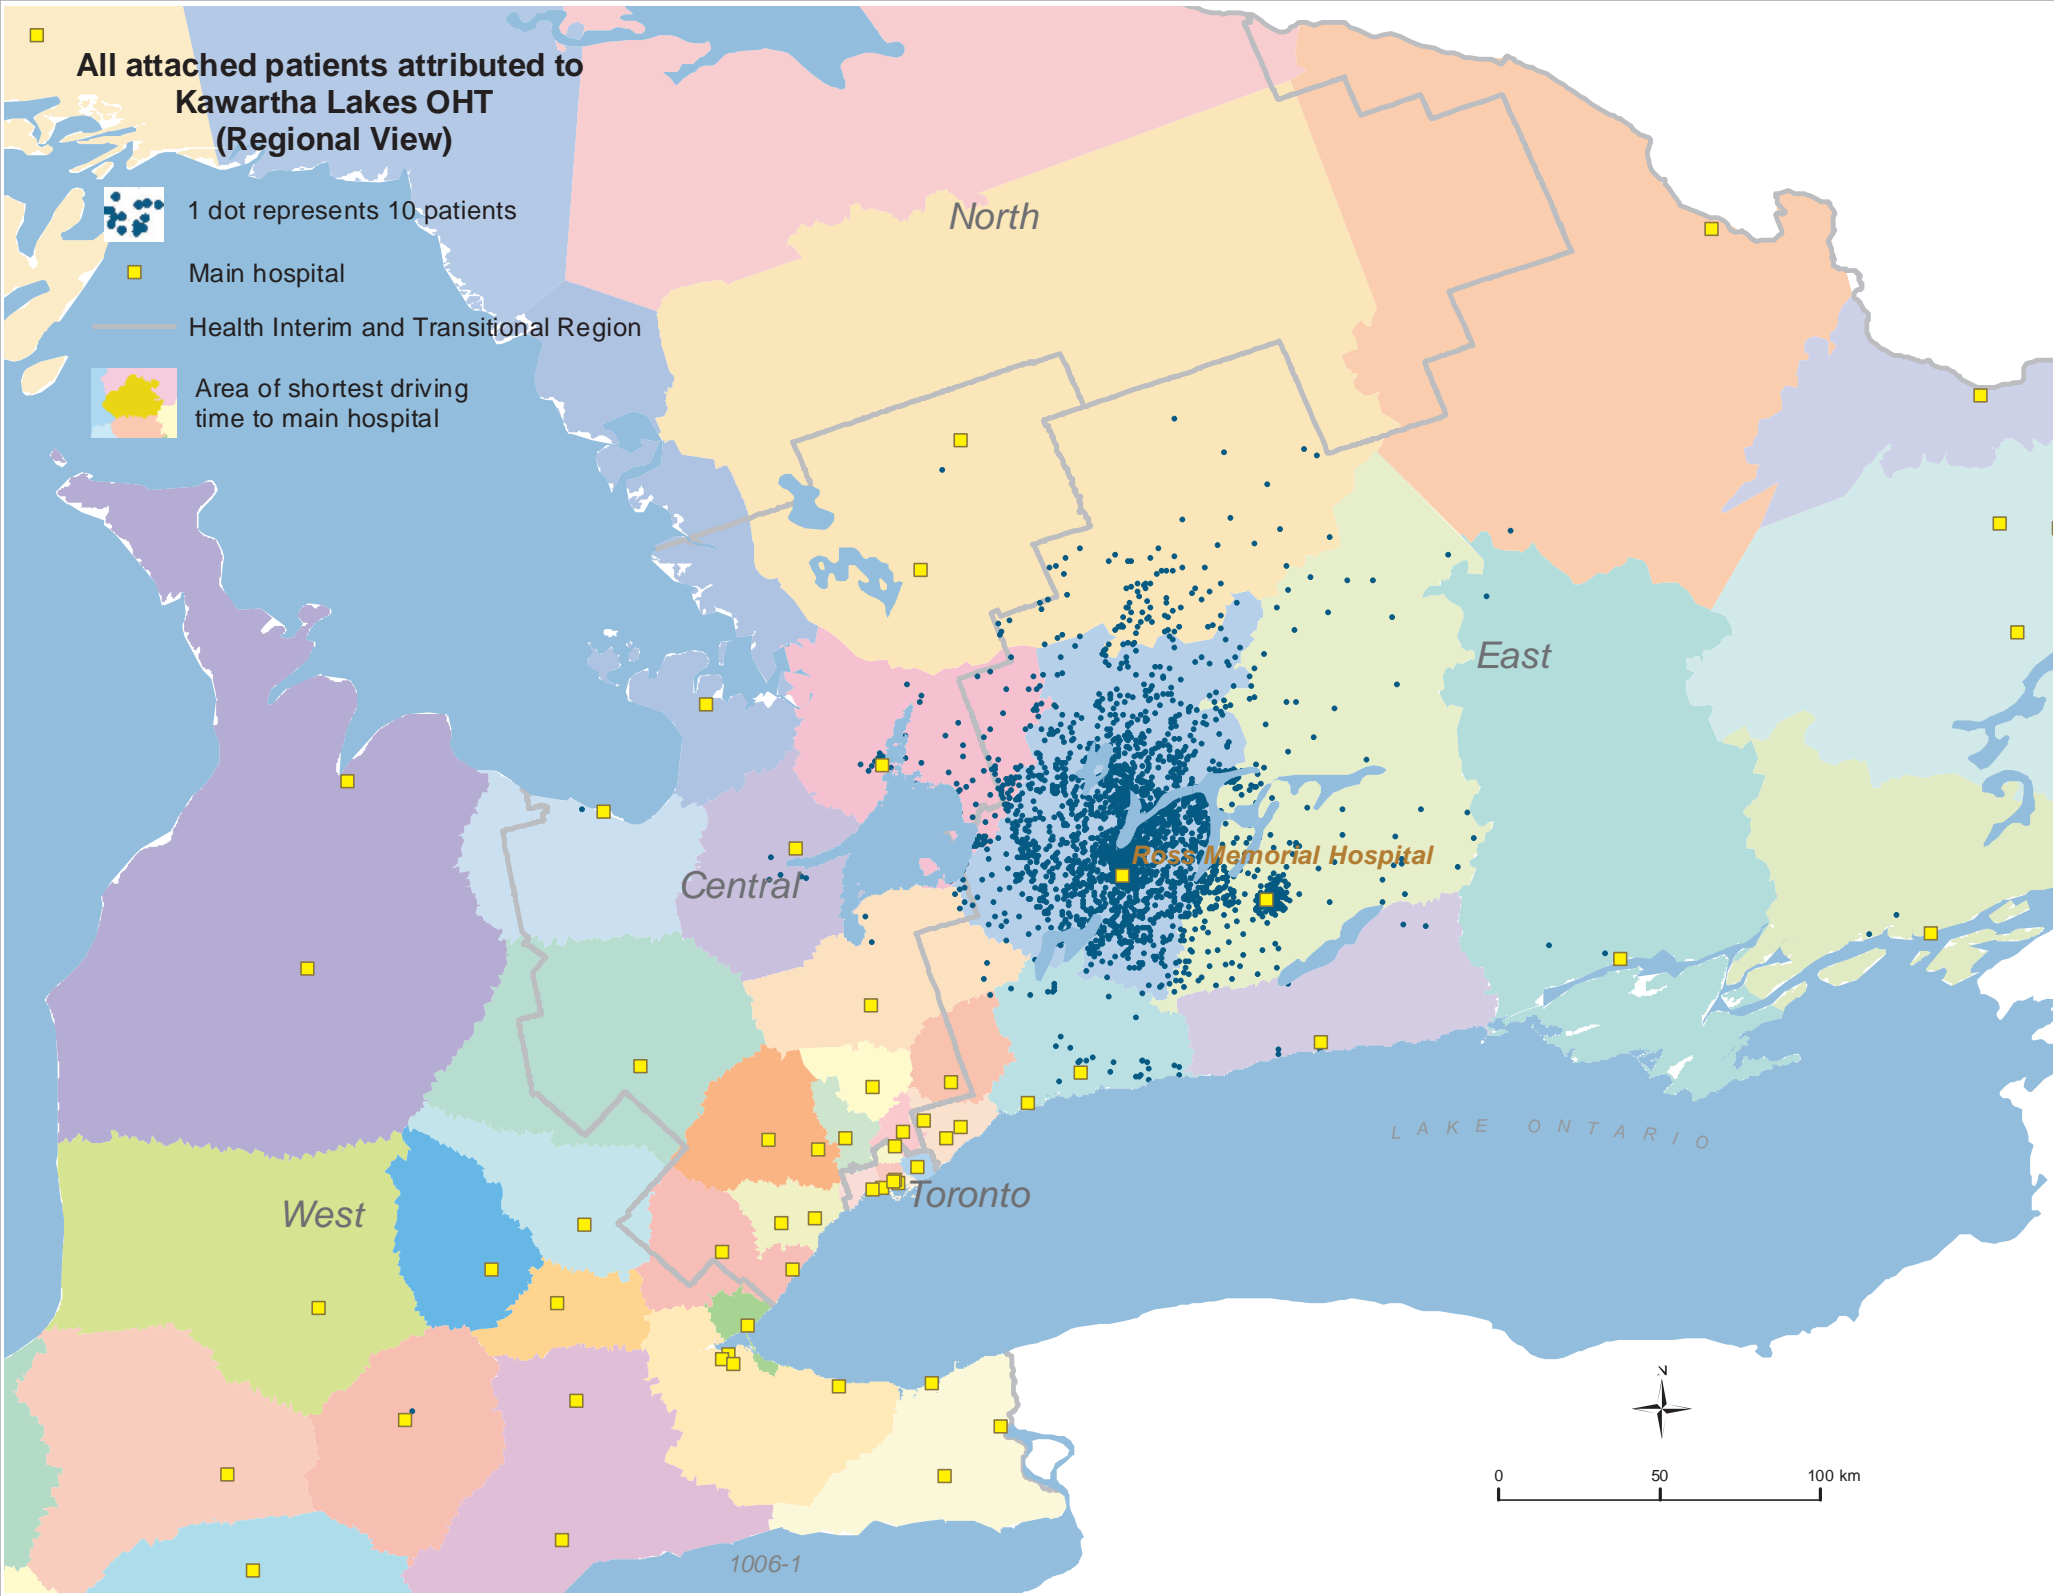 All attached patients attributed to
Kawartha Lakes OHT
(Regional View)
1 dot represents 10 patients
Main hospital
Health Interim and Transitional Region
Area of shortest driving
time to main hospital
North
East
Ross Memorial Hospital
Central
LAKE ONTARIO
Toronto
West
N
0 50 100 km
1006-1